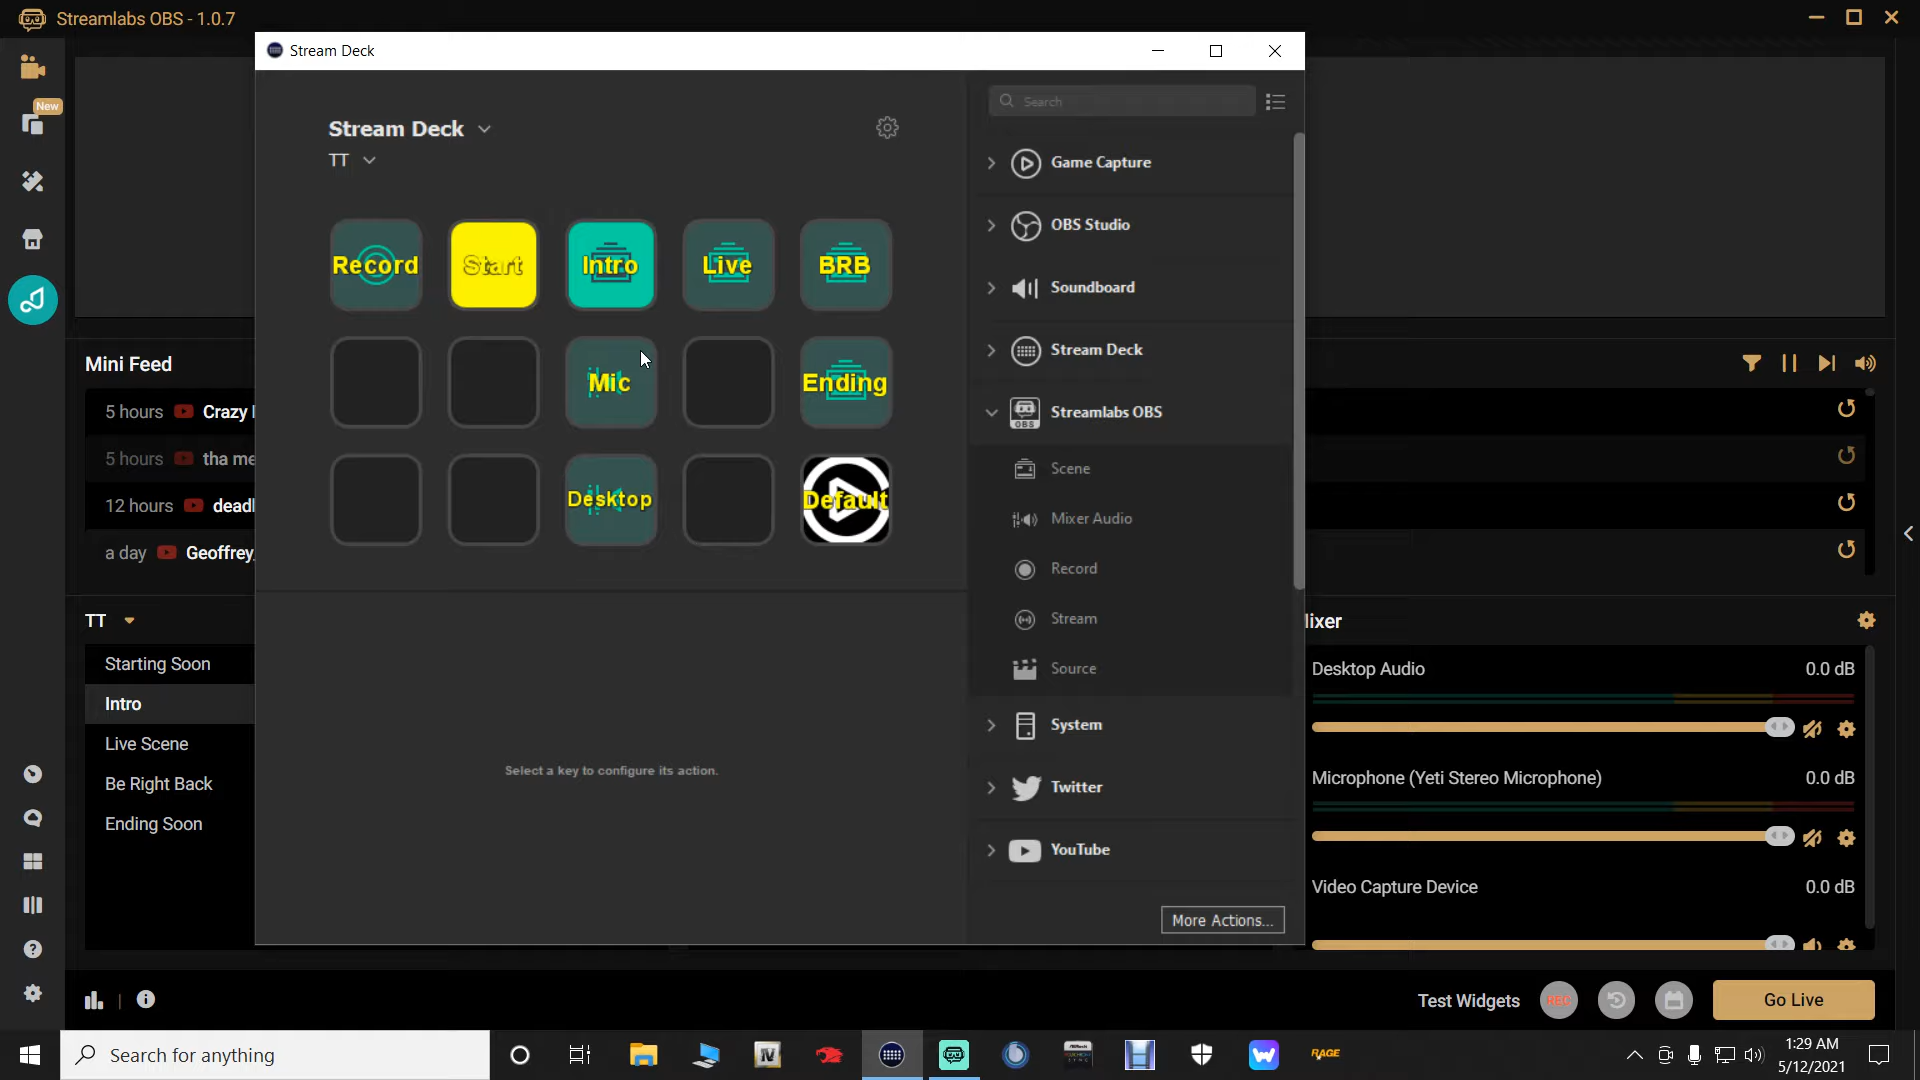 Streamlabs OBS - 1.0.7
New
Stream Deck
Stream Deck
TT
Record
Start
Intro
Live
BRB
Mic
Ending
Desktop
Default
Search
Game Capture
OBS Studio
Soundboard
Stream Deck
OBS
Streamlabs OBS
Scene
Mixer Audio
Record
Stream
Source
System
Twitter
YouTube
More Actions...
Select a key to configure its action.
Mini Feed
5 hours Crazy
5 hours tha me
12 hours
a day Geoffrey,
TT
Starting Soon
Intro
Live Scene
Be Right Back
Ending Soon
ixer
Desktop Audio 0.0 dB
Microphone (Yeti Stereo Microphone) 0.0 dB
Video Capture Device 0.0 dB
Test Widgets
REC
Go Live
Search for anything
IV
RAGE
1:29 AM
5/12/2021